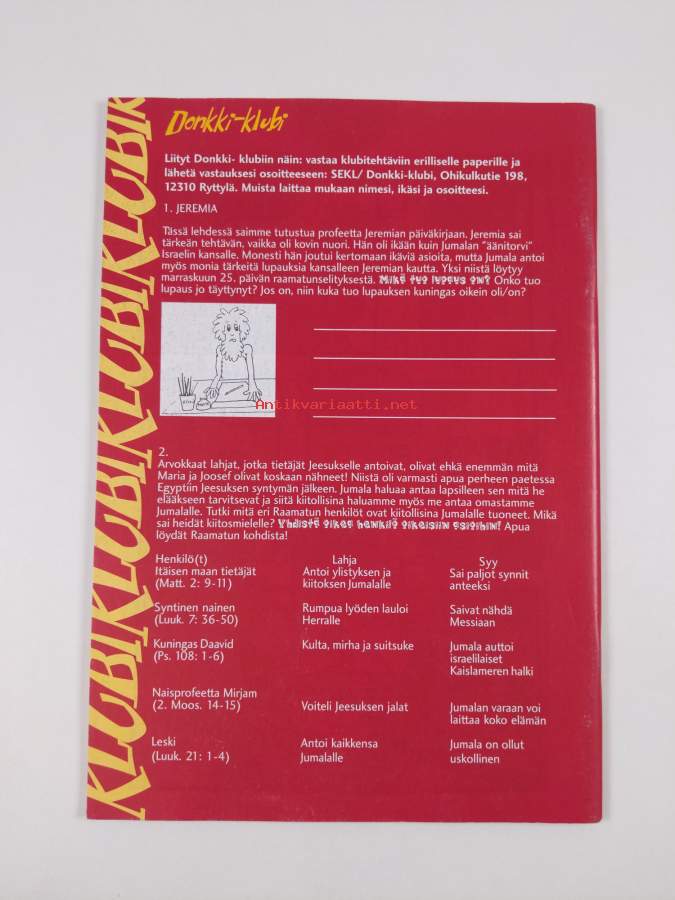 KLUBIKLUBIKLUBIKLUBIK
Donkki-klubi
Liityt Donkki- klubiin näin: vastaa klubitehtäviin erilliselle paperille ja
lähetä vastauksesi osoitteeseen: SEKL/ Donkki-klubi, Ohikulkutie 198,
12310 Ryttylä. Muista laittaa mukaan nimesi, ikäsi ja osoitteesi.
1. JEREMIA
Tässä lehdessä saimme tutustua profeetta Jeremian päiväkirjaan. Jeremia sai
tärkeän tehtävän, vaikka oli kovin nuori. Hän oli ikään kuin Jumalan "äänitorvi"
Israelin kansalle. Monesti hän joutui kertomaan ikäviä asioita, mutta Jumala antoi
myös monia tärkeitä lupauksia kansalleen Jeremian kautta. Yksi niistä löytyy
marraskuun 25. päivän raamatunselityksestä. Mikä tuo lupaus on? Onko tuo
lupaus jo täyttynyt? Jos on, niin kuka tuo lupauksen kuningas oikein oli/on?
Antikvariaatti.net
2.
Arvokkaat lahjat, jotka tietäjät Jeesukselle antoivat, olivat ehkä enemmän mitä
Maria ja Joosef olivat koskaan nähneet! Niistä oli varmasti apua perheen paetessa
Egyptiin Jeesuksen syntymän jälkeen. Jumala haluaa antaa lapsilleen sen mitä he
elääkseen tarvitsevat ja siitä kiitollisina haluamme myös me antaa omastamme
Jumalalle. Tutki mitä eri Raamatun henkilöt ovat kiitollisina Jumalalle tuoneet. Mikä
sai heidät kiitosmielelle? Yhdistä oikea henkilö oikeisiin asioihin! Apua
löydät Raamatun kohdista!
Henkilö(t) Lahja Syy
Itäisen maan tietäjät Antoi ylistyksen ja Sai paljot synnit
(Matt. 2: 9-11) kiitoksen Jumalalle anteeksi
Syntinen nainen Rumpua lyöden lauloi Saivat nähdä
(Luuk. 7: 36-50) Herralle Messiaan
Kuningas Daavid Kulta, mirha ja suitsuke Jumala auttoi
(Ps. 108: 1-6) israelilaiset
Kaislameren halki
Naisprofeetta Mirjam
(2. Moos. 14-15) Voiteli Jeesuksen jalat Jumalan varaan voi
laittaa koko elämän
Leski Antoi kaikkensa Jumala on ollut
(Luuk. 21: 1-4) Jumalalle uskollinen